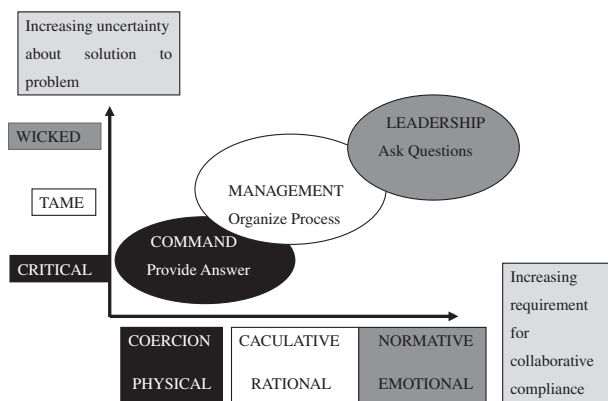 Increasing uncertainty
about solution to
problem
WICKED
LEADERSHIP
Ask Questions
TAME
MANAGEMENT
Organize Process
COMMAND
Provide Answer
CRITICAL
Increasing
requirement
for
collaborative
compliance
COERCION
PHYSICAL
CACULATIVE
RATIONAL
NORMATIVE
EMOTIONAL